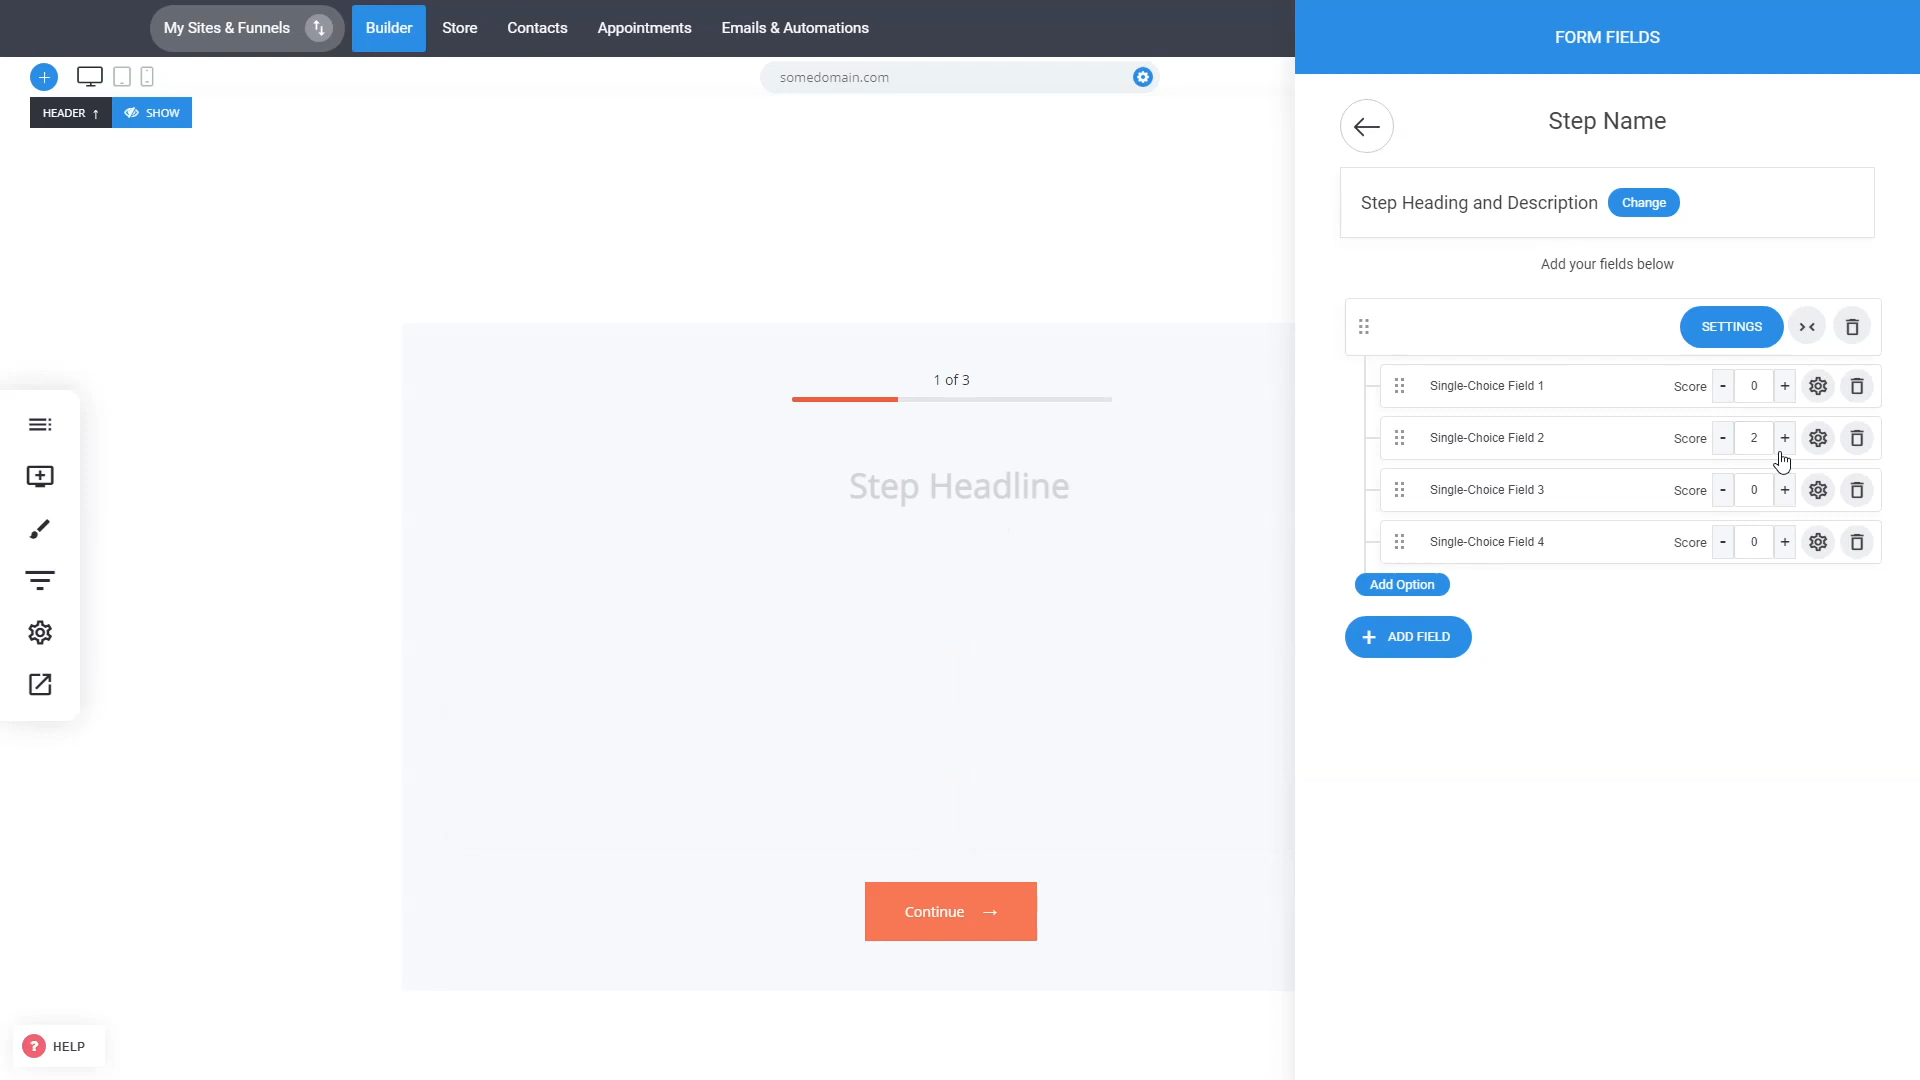 My Sites & Funnels
Builder
Store
Contacts
Appointments
Emails & Automations
somedomain.com
HEADER ↑
SHOW
1 of 3
Step Headline
Continue →
? HELP
FORM FIELDS
Step Name
Step Heading and Description Change
Add your fields below
SETTINGS
Single-Choice Field 1 Score - 0 +
Single-Choice Field 2 Score - 2 +
Single-Choice Field 3 Score - 0 +
Single-Choice Field 4 Score - 0 +
Add Option
+ ADD FIELD